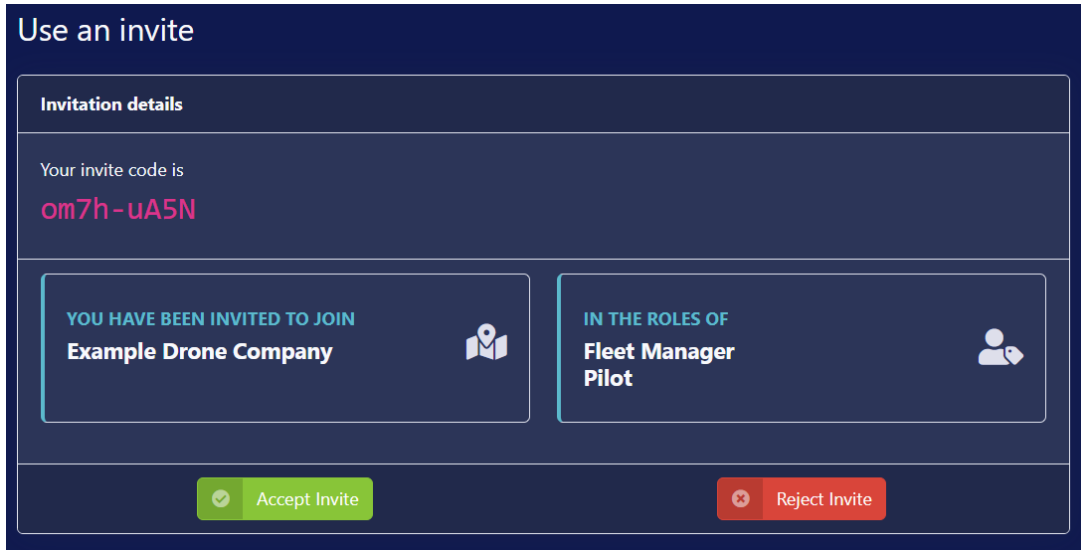 Use an invite
Invitation details
Your invite code is
om7h-uA5N
YOU HAVE BEEN INVITED TO JOIN
Example Drone Company
IN THE ROLES OF
Fleet Manager
Pilot
Accept Invite
Reject Invite